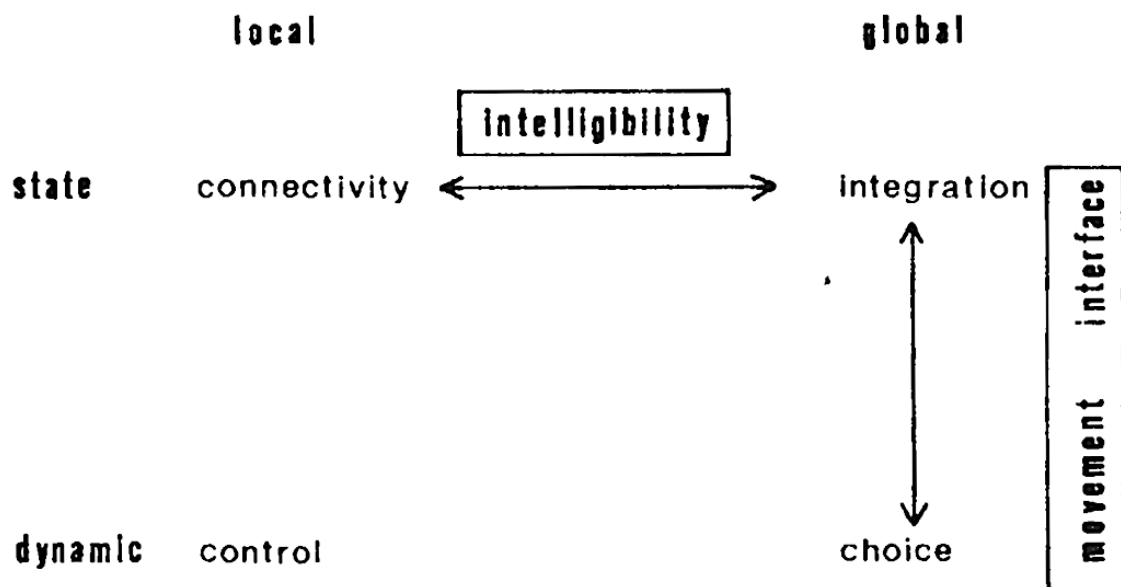 local global
intelligibility
state connectivity integration
dynamic control choice
movement interface